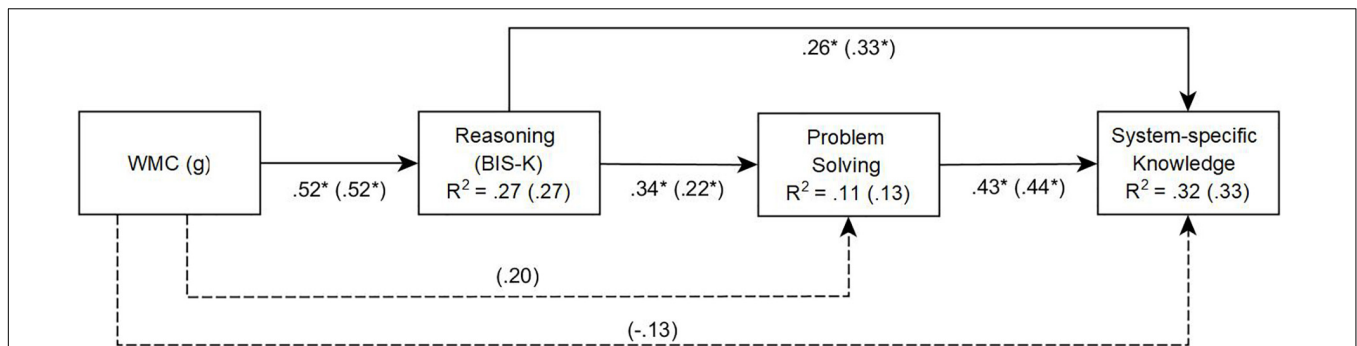 .26* (.33*)
WMC (g)
.52* (.52*)
Reasoning
(BIS-K)
R² = .27 (.27)
.34* (.22*)
Problem
Solving
R² = .11 (.13)
.43* (.44*)
System-specific
Knowledge
R² = .32 (.33)
(.20)
(-.13)